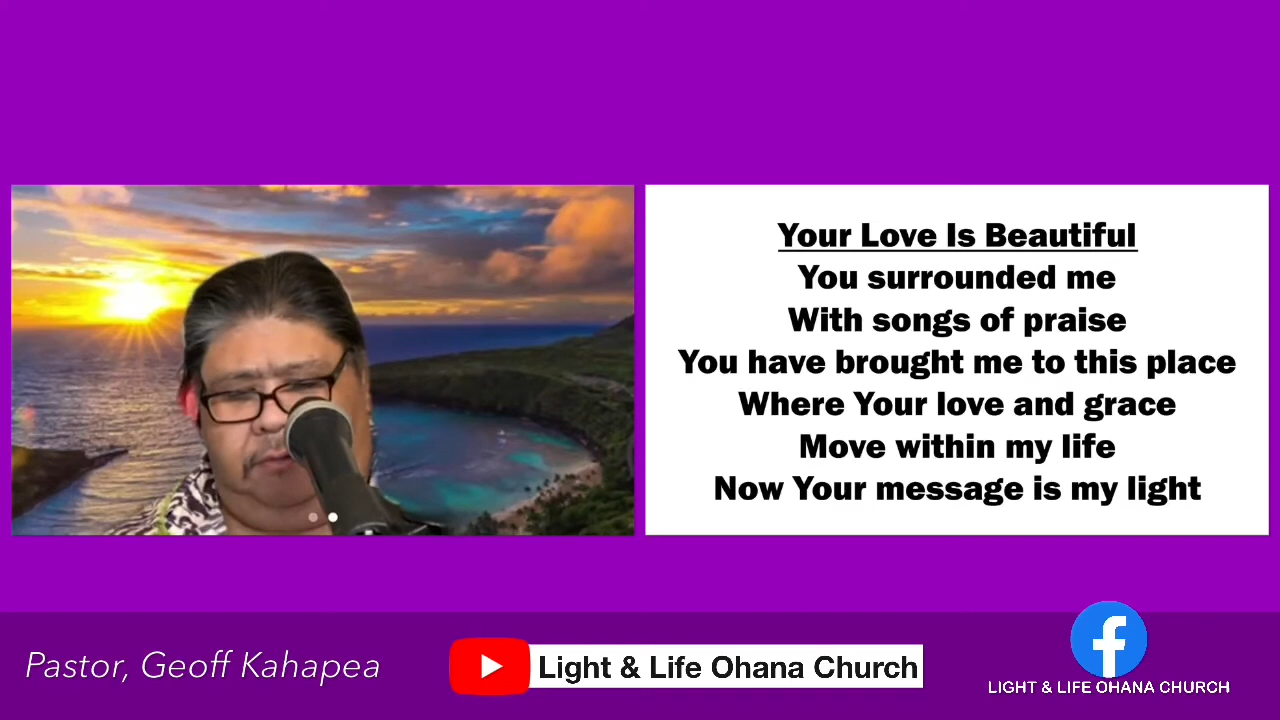 Your Love Is Beautiful
You surrounded me
With songs of praise
You have brought me to this place
Where Your love and grace
Move within my life
Now Your message is my light
Pastor, Geoff Kahapea
Light & Life Ohana Church
LIGHT & LIFE OHANA CHURCH